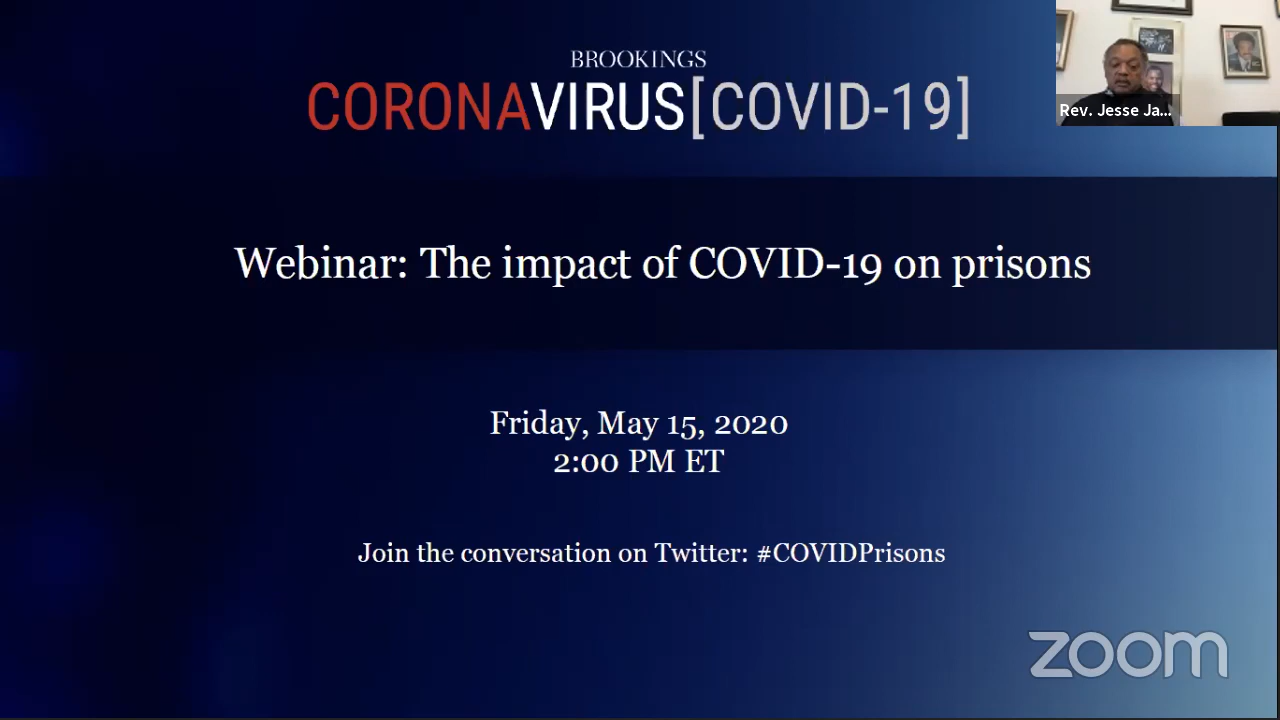 BROOKINGS
CORONAVIRUS[COVID-19]
Rev. Jesse Ja...
Webinar: The impact of COVID-19 on prisons
Friday, May 15, 2020
2:00 PM ET
Join the conversation on Twitter: #COVIDPrisons
zoom